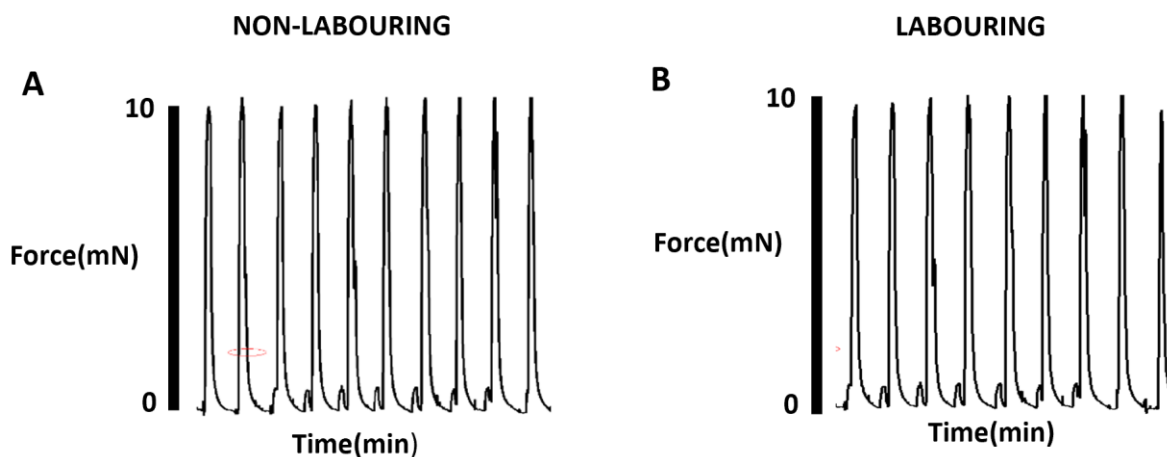 NON-LABOURING
A
10
Force(mN)
0
Time(min)
LABOURING
B
10
Force(mN)
0
Time(min)